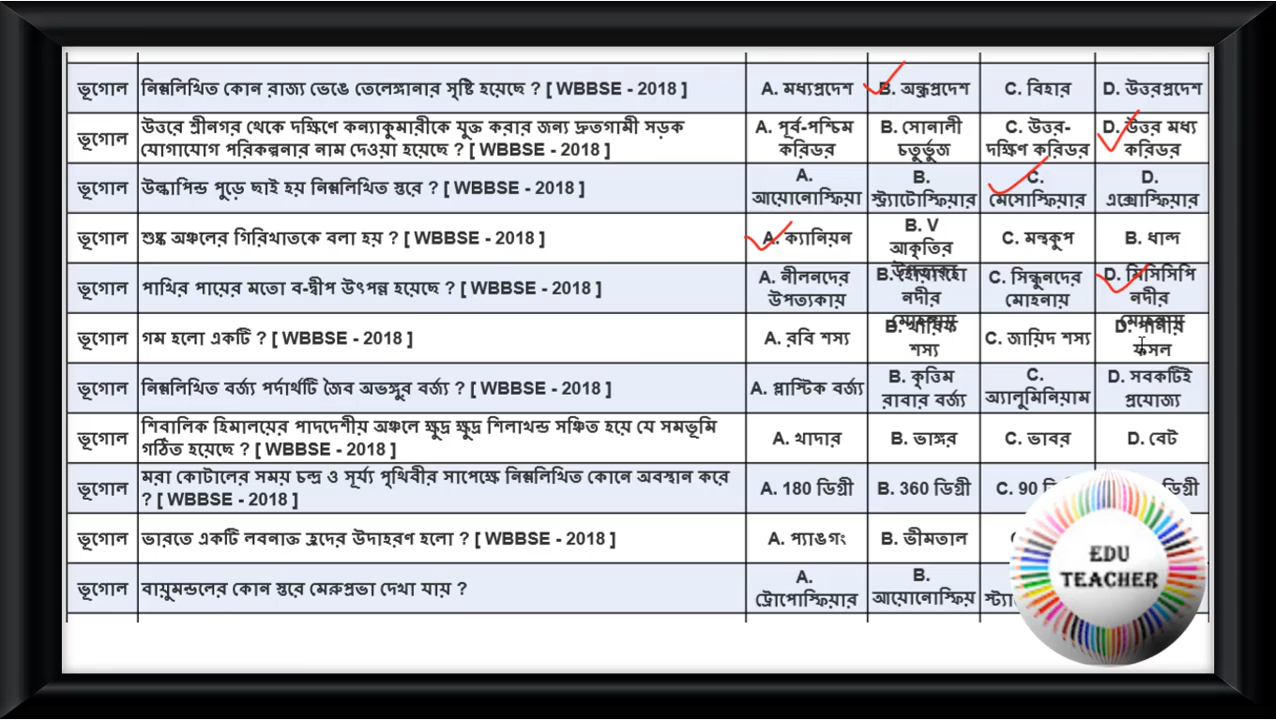 ভূগোল নিম্নলিখিত কোন রাজ্য ভেঙে তেলেঙ্গানার সৃষ্টি হয়েছে ? [ WBBSE - 2018 ] A. মধ্যপ্রদেশ B. অন্ধ্রপ্রদেশ C. বিহার D. উত্তরপ্রদেশ
ভূগোল উত্তরে শ্রীনগর থেকে দক্ষিণে কন্যাকুমারীকে যুক্ত করার জন্য দ্রুতগামী সড়ক
যোগাযোগ পরিকল্পনার নাম দেওয়া হয়েছে ? [ WBBSE - 2018 ]
A. পূর্ব-পশ্চিম
করিডর
B. সোনালী
চতুর্ভুজ
C. উত্তর-
দক্ষিণ করিডর
D. উত্তর মধ্য
করিডর
ভূগোল উল্কাপিন্ড পুড়ে ছাই হয় নিম্নলিখিত স্তরে ? [ WBBSE - 2018 ]
A.
আয়োনোস্ফিয়া
B.
স্ট্র্যাটোস্ফিয়ার
C.
মেসোস্ফিয়ার
D.
এক্সোস্ফিয়ার
ভূগোল শুষ্ক অঞ্চলের গিরিখাতকে বলা হয় ? [ WBBSE - 2018 ] A. ক্যানিয়ন
B. V
আকৃতির
C. মন্থকুপ B. ধান্দ
ভূগোল পাখির পায়ের মতো ব-দ্বীপ উৎপন্ন হয়েছে ? [ WBBSE - 2018 ]
A. নীলনদের
উপত্যকায়
B.
নদীর
C. সিন্ধুনদের
মোহনায়
D. মিসিসিপি
নদীর
ভূগোল গম হলো একটি ? [ WBBSE - 2018 ] A. রবি শস্য
B.
শস্য
C. জায়িদ শস্য
D.
ফসল
ভূগোল নিম্নলিখিত বর্জ্য পর্দার্থটি জৈব অভঙ্গুর বর্জ্য ? [ WBBSE - 2018 ] A. প্লাস্টিক বর্জ্য
B. কৃত্তিম
রাবার বর্জ্য
C.
অ্যালুমিনিয়াম
D. সবকটিই
প্রযোজ্য
ভূগোল শিবালিক হিমালয়ের পাদদেশীয় অঞ্চলে ক্ষুদ্র ক্ষুদ্র শিলাখন্ড সঞ্চিত হয়ে যে সমভূমি
গঠিত হয়েছে ? [ WBBSE - 2018 ]
A. খাদার B. ভাঙ্গর C. ভাবর D. বেট
ভূগোল মরা কোটালের সময় চন্দ্র ও সূর্য্য পৃথিবীর সাপেক্ষে নিম্নলিখিত কোনে অবস্থান করে
? [ WBBSE - 2018 ]
A. 180 ডিগ্রী B. 360 ডিগ্রী C. 90 ডিগ্রী
ভূগোল ভারতে একটি লবনাক্ত হ্রদের উদাহরণ হলো ? [ WBBSE - 2018 ] A. প্যাঙগং B. ভীমতাল
ভূগোল বায়ুমন্ডলের কোন স্তরে মেরুপ্রভা দেখা যায় ?
A.
ট্রোপোস্ফিয়ার
B.
আয়োনোস্ফিয়
EDU
TEACHER